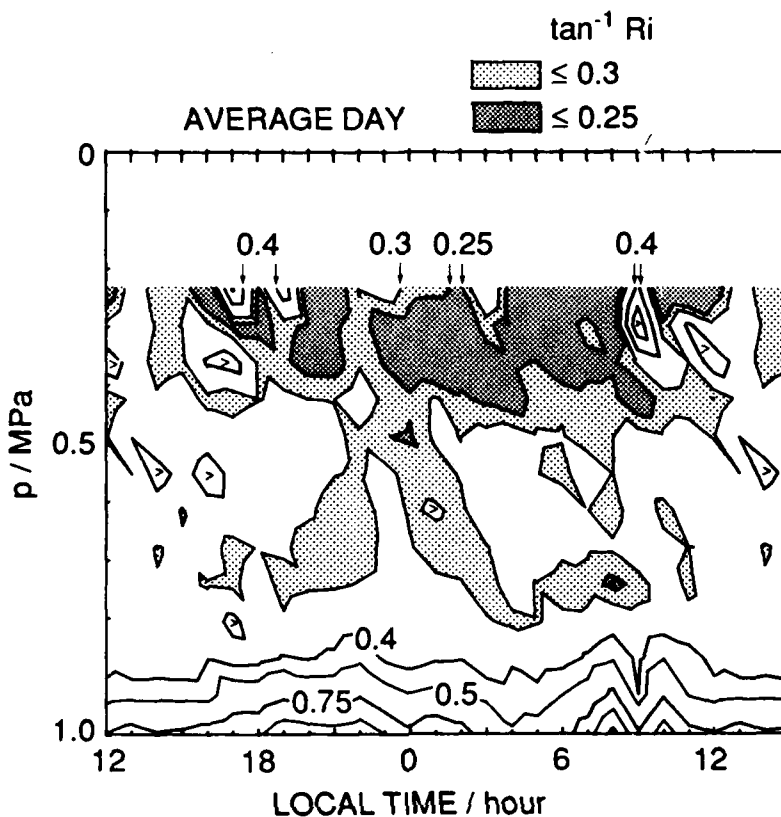 tan⁻¹ Ri
≤ 0.3
AVERAGE DAY ≤ 0.25
0
0.4 0.3 0.25 0.4
0.5
p / MPa
0.4
0.75 0.5
1.0
12 18 0 6 12
LOCAL TIME / hour